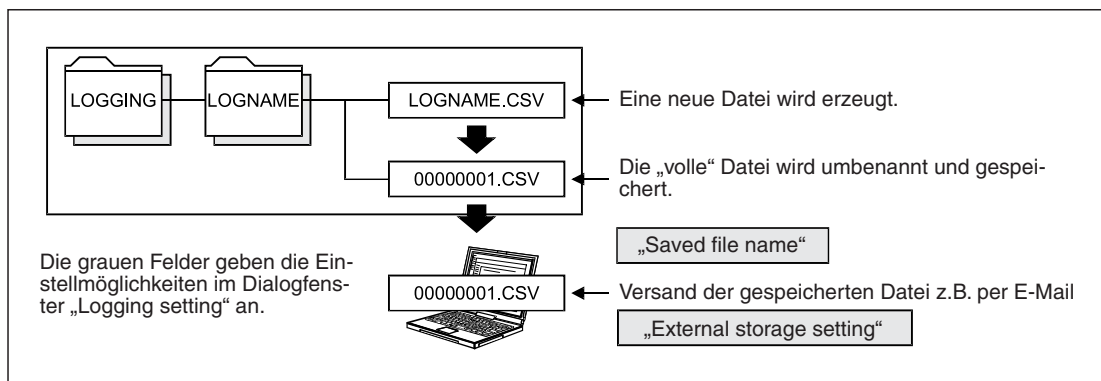 LOGGING
LOGNAME
LOGNAME.CSV
Eine neue Datei wird erzeugt.
00000001.CSV
Die „volle“ Datei wird umbenannt und gespei-
chert.
„Saved file name“
Die grauen Felder geben die Ein-
stellmöglichkeiten im Dialogfens-
ter „Logging setting“ an.
00000001.CSV
Versand der gespeicherten Datei z.B. per E-Mail
„External storage setting“